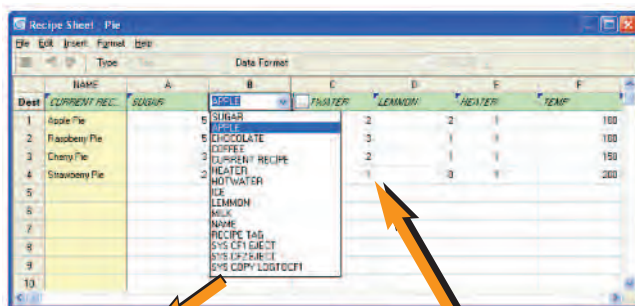 Recipe Sheet - Pie
File Edit Insert Format Help
Type Data Format
NAME A B C D E F
Dest CURRENT REC... SUGAR APPLE TWATER LEMMON HEATER TEMP
1 Apple Pie 5 2 2 1 180
2 Raspberry Pie 5 3 1 1 100
3 Cherry Pie 3 2 1 1 150
4 Strawberry Pie 2 1 3 1 200
5
6
7
8
9
10
SUGAR
APPLE
CHOCOLATE
COFFEE
CURRENT RECIPE
HEATER
HOTWATER
ICE
LEMMON
MILK
NAME
RECIPE TAG
SYS CF1 EJECT
SYS CF2 EJECT
SYS COPY LOGTOCF1